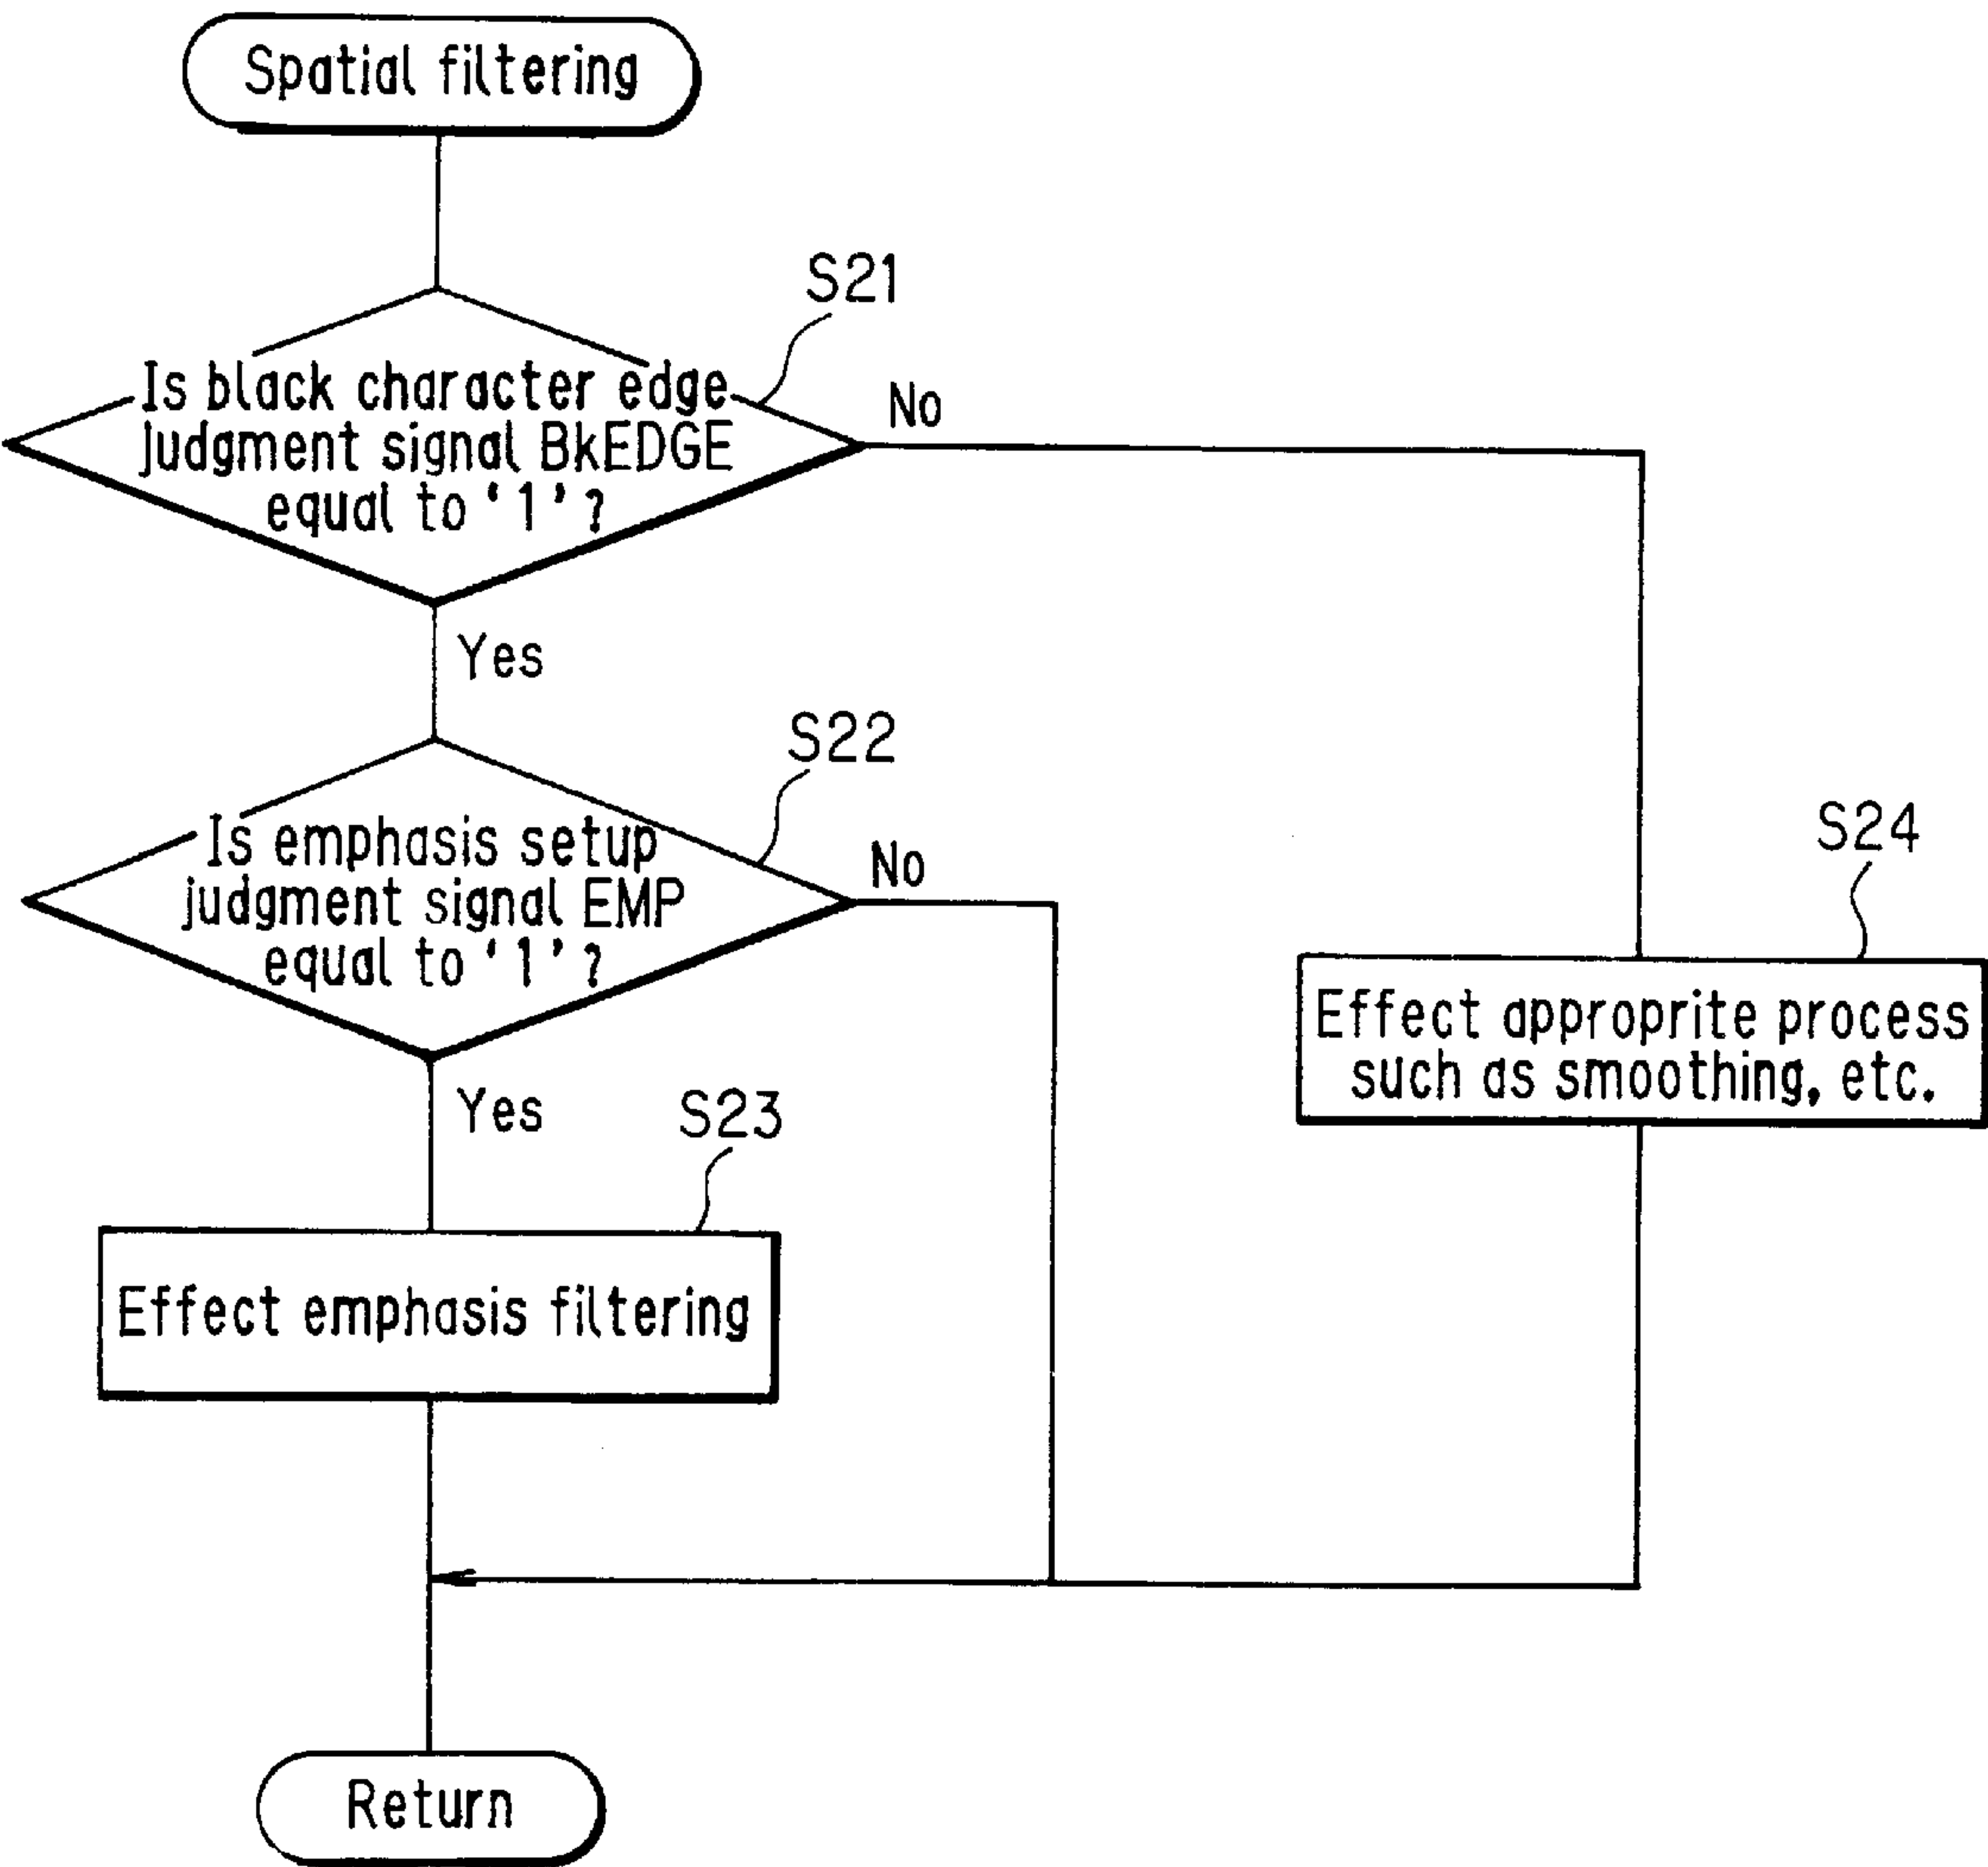 Spatial filtering
S21
Is black character edge
judgment signal BkEDGE
equal to ‘1’?
No
Yes
S22
Is emphasis setup
judgment signal EMP
equal to ‘1’?
No
Yes
S24
Effect approprite process
such as smoothing, etc.
S23
Effect emphasis filtering
Return